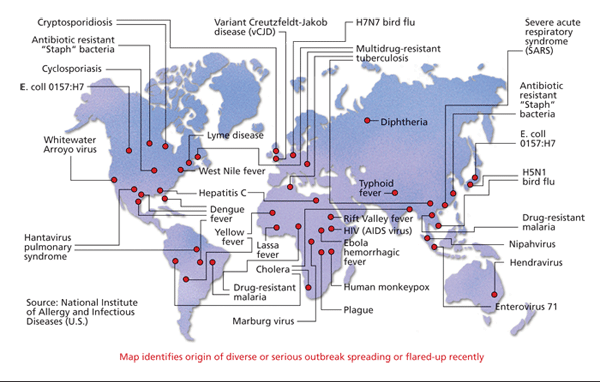 Cryptosporidiosis
Antibiotic resistant
"Staph" bacteria
Cyclosporiasis
E. coli 0157:H7
Whitewater
Arroyo virus
Variant Creutzfeldt-Jakob
disease (vCJD)
H7N7 bird flu
Multidrug-resistant
tuberculosis
Severe acute
respiratory
syndrome
(SARS)
Antibiotic
resistant
"Staph"
bacteria
E. coli
0157:H7
H5N1
bird flu
Drug-resistant
malaria
Nipahvirus
Hendravirus
Enterovirus 71
Diphtheria
Typhoid
fever
Lyme disease
West Nile fever
Hepatitis C
Dengue
fever
Yellow
fever
Lassa
fever
Cholera
Drug-resistant
malaria
Marburg virus
Rift Valley fever
HIV (AIDS virus)
Ebola
hemorrhagic
fever
Human monkeypox
Plague
Hantavirus
pulmonary
syndrome
Source: National Institute
of Allergy and Infectious
Diseases (U.S.)
Map identifies origin of diverse or serious outbreak spreading or flared-up recently